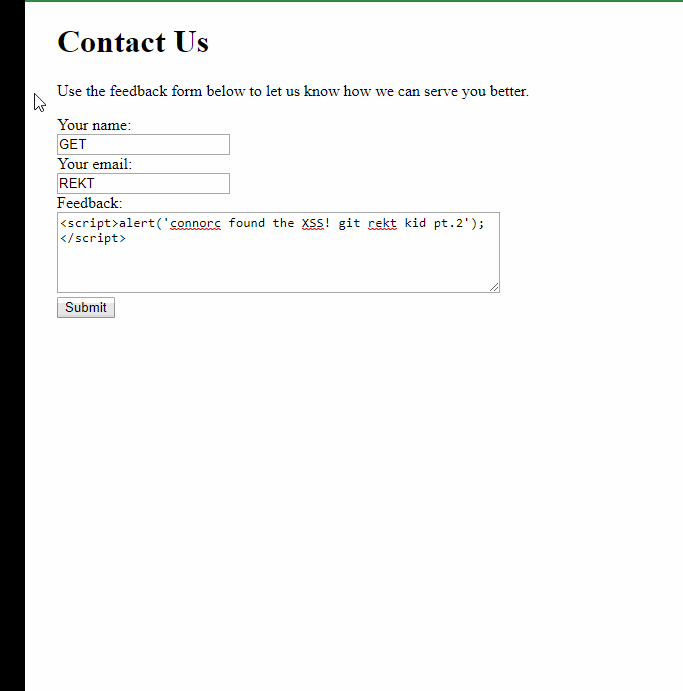 Contact Us
Use the feedback form below to let us know how we can serve you better.
Your name:
GET
Your email:
REKT
Feedback:
<script>alert('connorc found the XSS! git rekt kid pt.2');
</script>
Submit